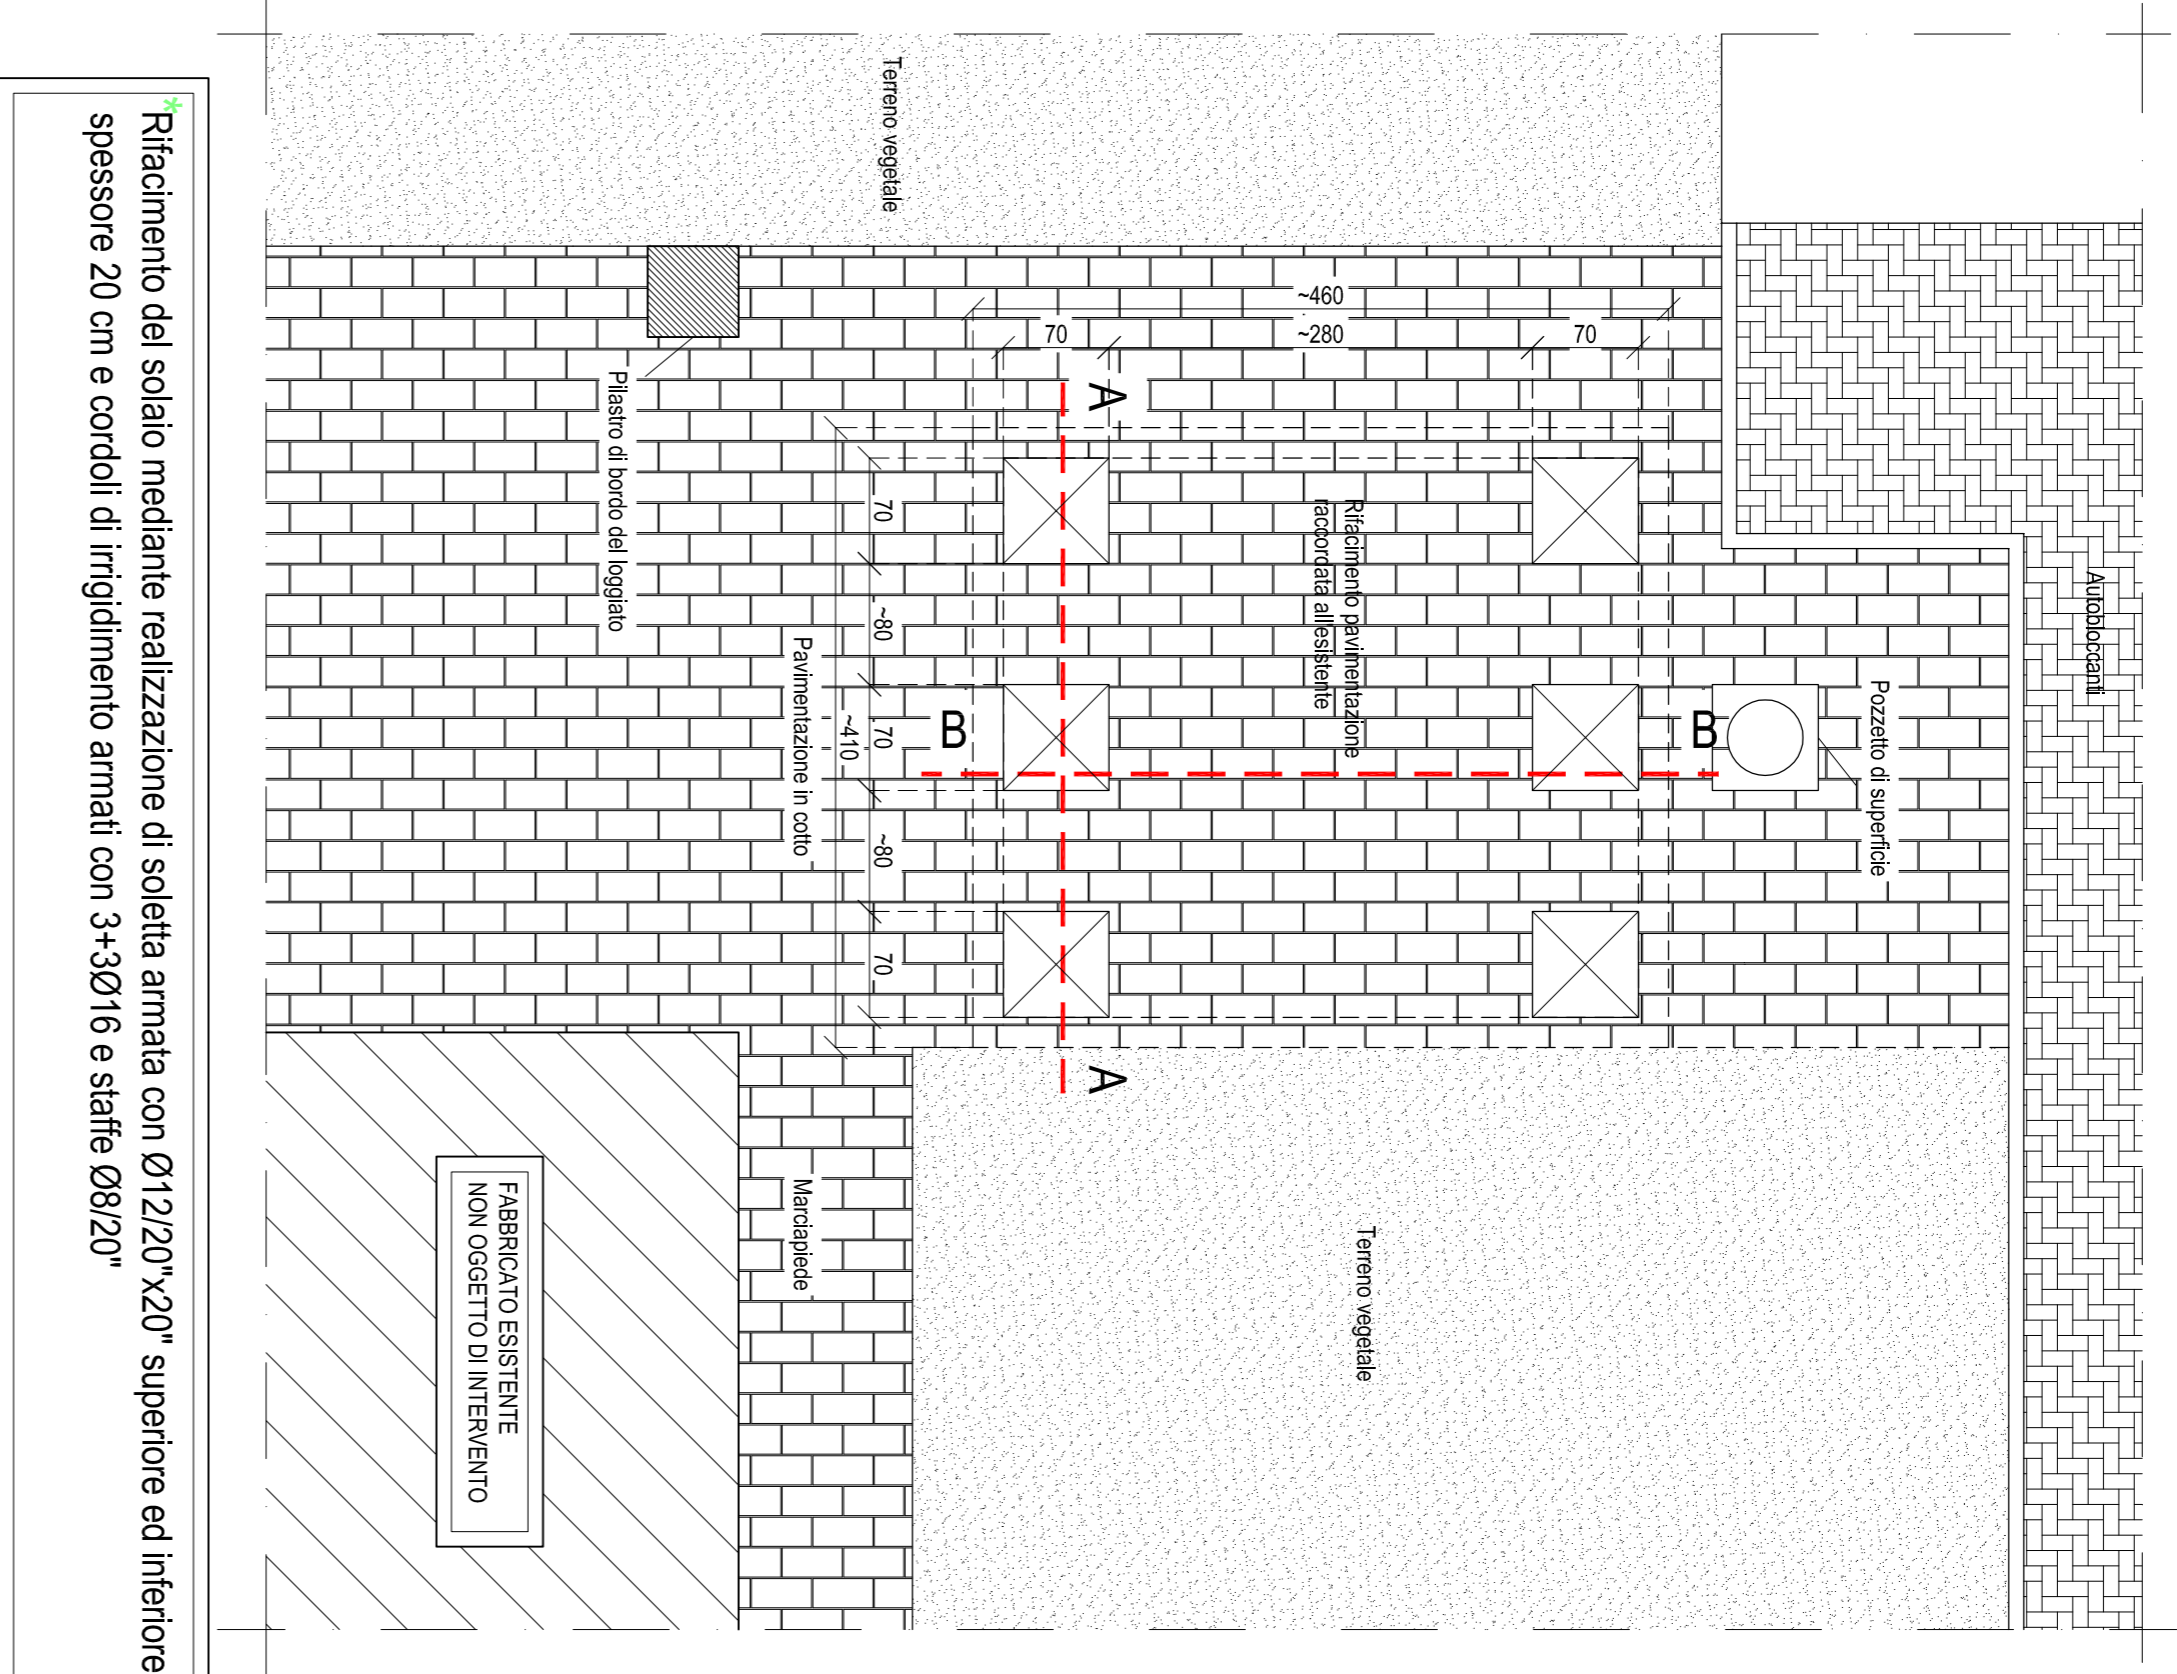 Autobloccanti
Pozzetto di superficie
B
Terreno vegetale
Rifacimento pavimentazione
raccordata all'esistente
~460
70
~280
70
A
A
B
Terreno vegetale
70
~80
70
~80
70
~410
Pavimentazione in cotto
Marciapiede
Pilastro di bordo del loggiato
FABBRICATO ESISTENTE
NON OGGETTO DI INTERVENTO
*Rifacimento del solaio mediante realizzazione di soletta armata con Ø12/20"x20" superiore ed inferiore
spessore 20 cm e cordoli di irrigidimento armati con 3+3Ø16 e staffe Ø8/20"